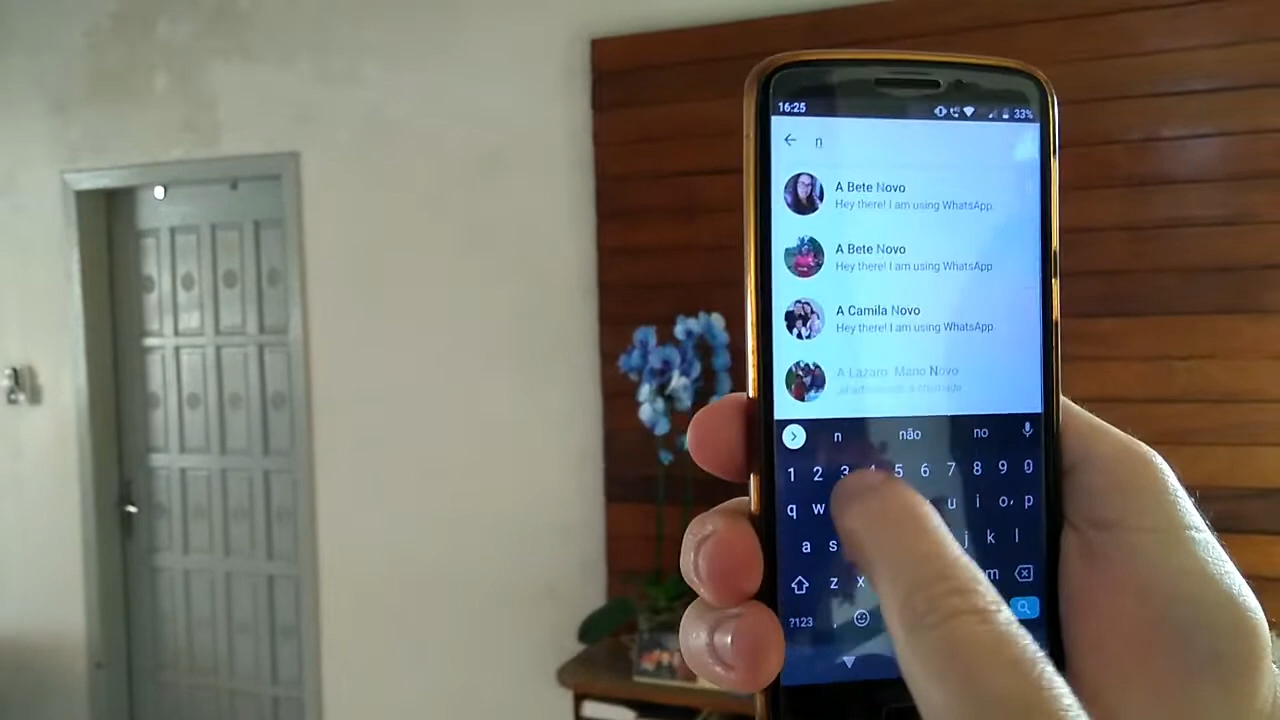 16:25 33%
n
A Bete Novo
Hey there! I am using WhatsApp.
A Bete Novo
Hey there! I am using WhatsApp
A Camila Novo
Hey there! I am using WhatsApp.
A Lazaro Mano Novo
n não no
1 2 3 4 5 6 7 8 9 0
q w u i o p
a s j k l
z x m
?123 ,